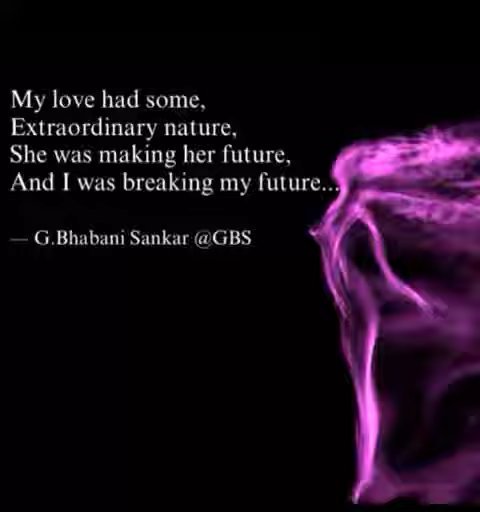 My love had some,
Extraordinary nature,
She was making her future,
And I was breaking my future...
— G.Bhabani Sankar @GBS